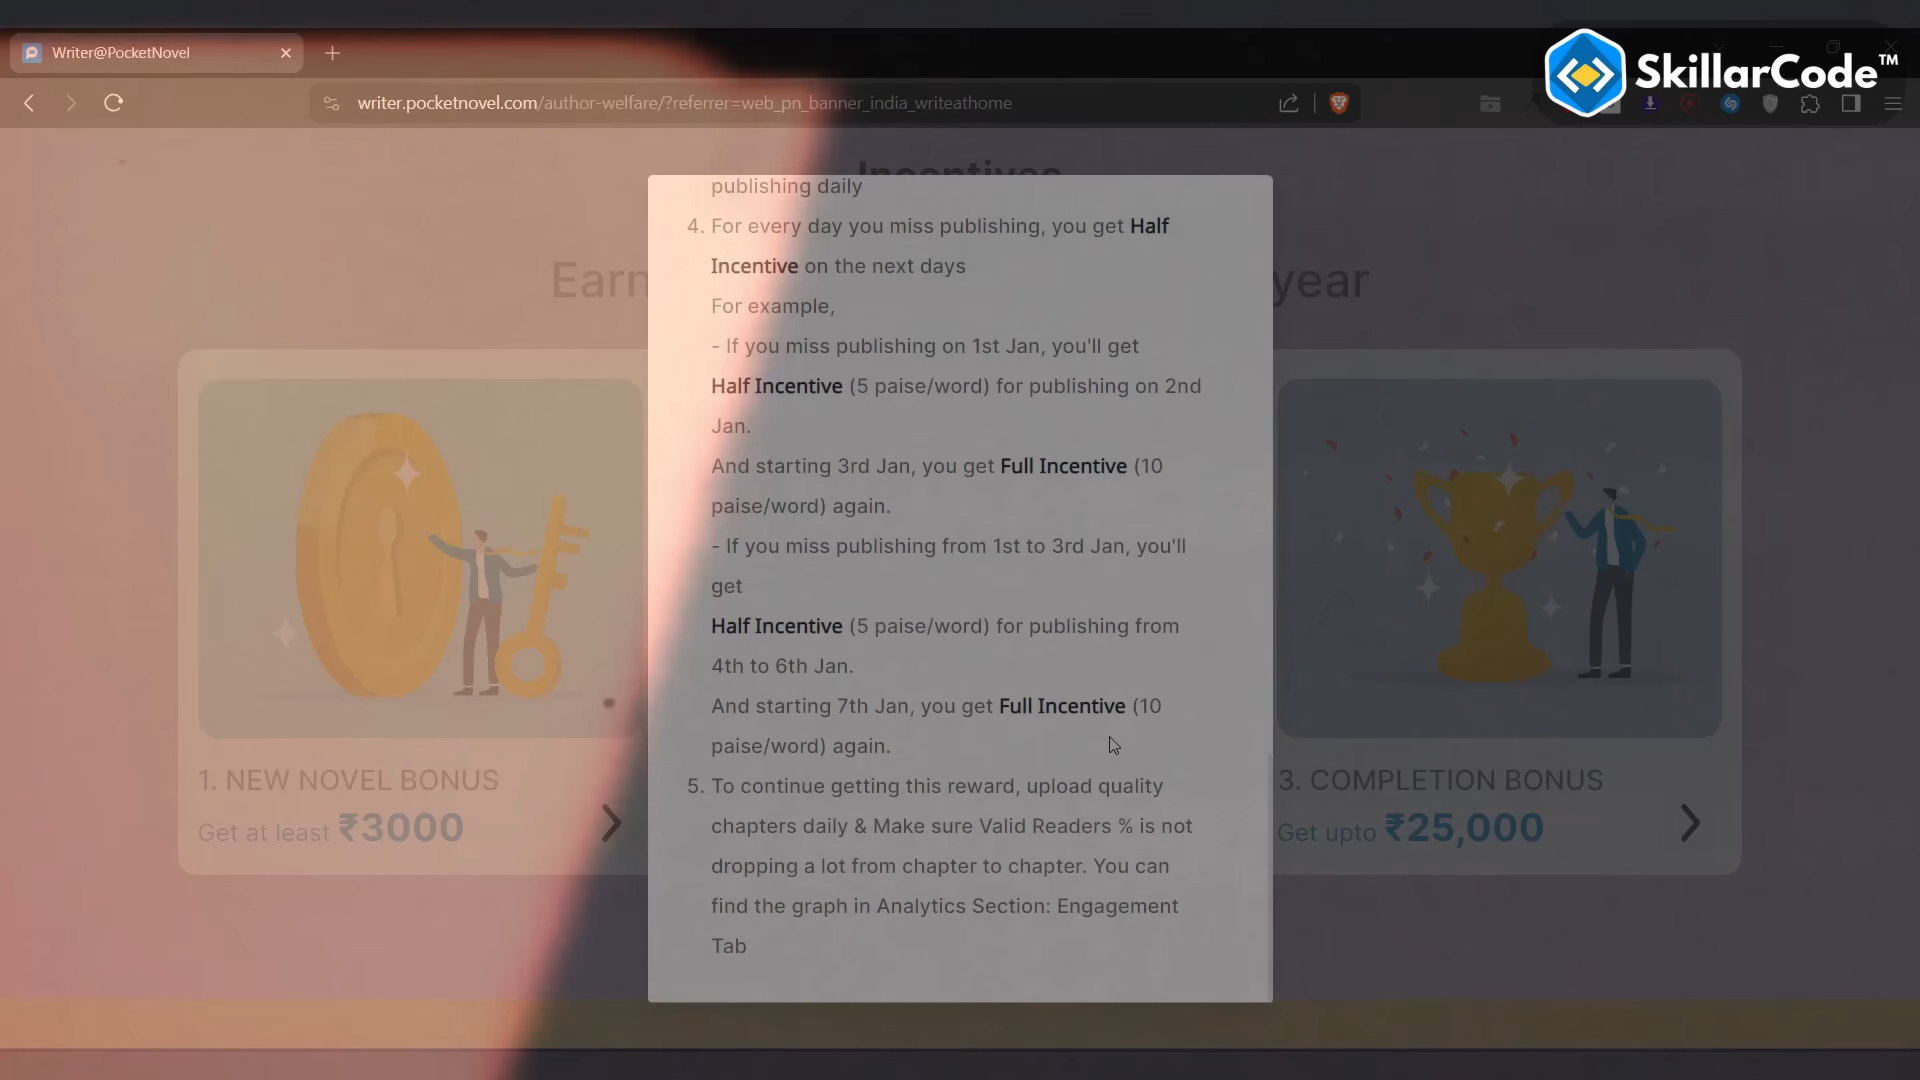 Writer@PocketNovel
SkillarCode™
writer.pocketnovel.com/author-welfare/?referrer=web_pn_banner_india_writeathome
Incentives
Earn
year
publishing daily
4. For every day you miss publishing, you get Half
Incentive on the next days
For example,
- If you miss publishing on 1st Jan, you'll get
Half Incentive (5 paise/word) for publishing on 2nd
Jan.
And starting 3rd Jan, you get Full Incentive (10
paise/word) again.
- If you miss publishing from 1st to 3rd Jan, you'll
get
Half Incentive (5 paise/word) for publishing from
4th to 6th Jan.
And starting 7th Jan, you get Full Incentive (10
paise/word) again.
5. To continue getting this reward, upload quality
chapters daily & Make sure Valid Readers % is not
dropping a lot from chapter to chapter. You can
find the graph in Analytics Section: Engagement
Tab
1. NEW NOVEL BONUS
Get at least ₹3000
3. COMPLETION BONUS
Get upto ₹25,000